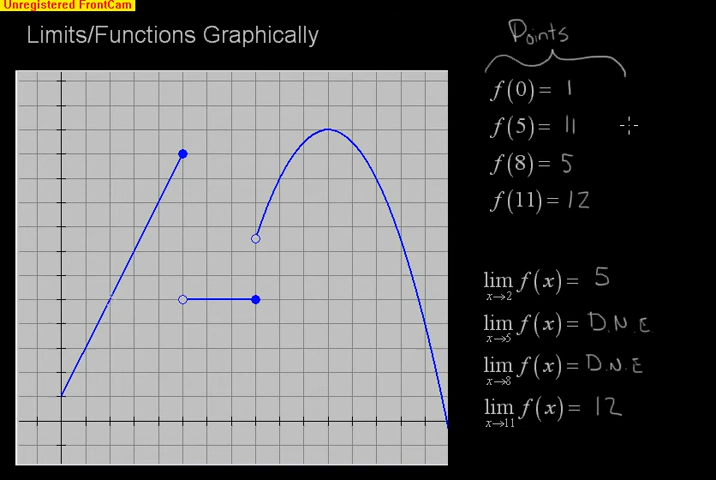 Unregistered FrontCam
Limits/Functions Graphically
Points
f(0) = 1
f(5) = 11
f(8) = 5
f(11) = 12
lim x→2 f(x) = 5
lim x→5 f(x) = D.N.E.
lim x→8 f(x) = D.N.E
lim x→11 f(x) = 12